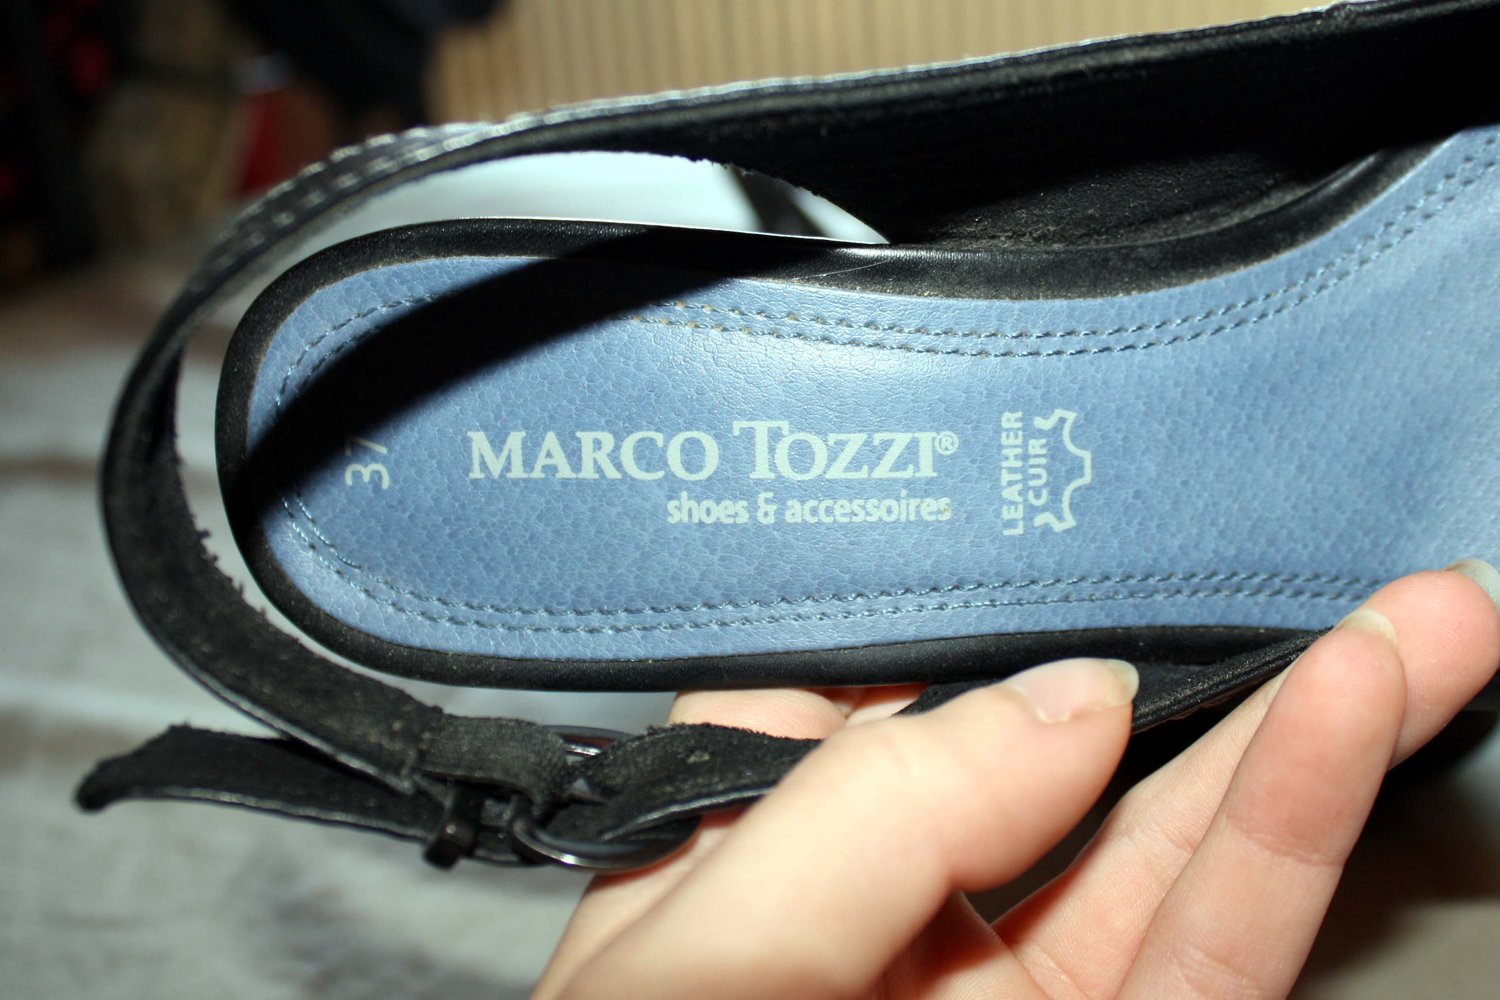 37
MARCO TOZZI®
shoes & accessoires
LEATHER
CUIR